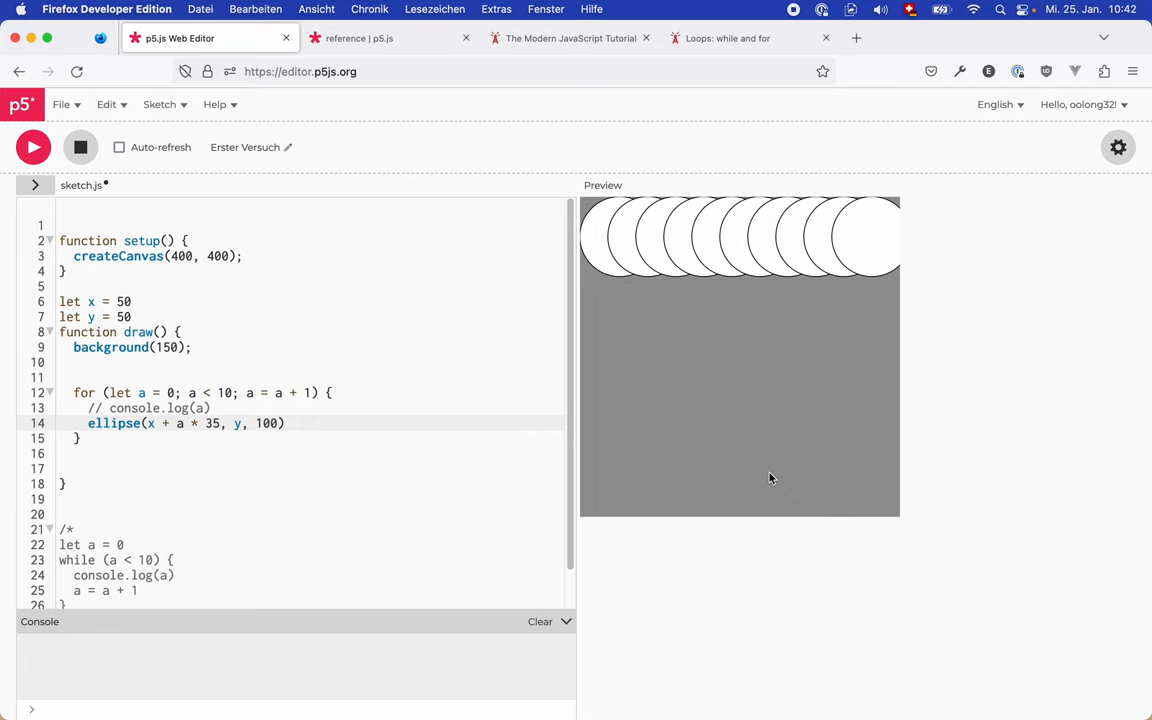 Firefox Developer Edition Datei Bearbeiten Ansicht Chronik Lesezeichen Extras Fenster Hilfe Mi. 25. Jan. 10:42
p5.js Web Editor reference | p5.js The Modern JavaScript Tutorial Loops: while and for
https://editor.p5js.org
p5* File Edit Sketch Help English Hello, oolong32!
Auto-refresh Erster Versuch
sketch.js Preview
1
2 function setup() {
3 createCanvas(400, 400);
4 }
5
6 let x = 50
7 let y = 50
8 function draw() {
9 background(150);
10
11
12 for (let a = 0; a < 10; a = a + 1) {
13 // console.log(a)
14 ellipse(x + a * 35, y, 100)
15 }
16
17
18 }
19
20
21 /*
22 let a = 0
23 while (a < 10) {
24 console.log(a)
25 a = a + 1
26 }
Console Clear
>